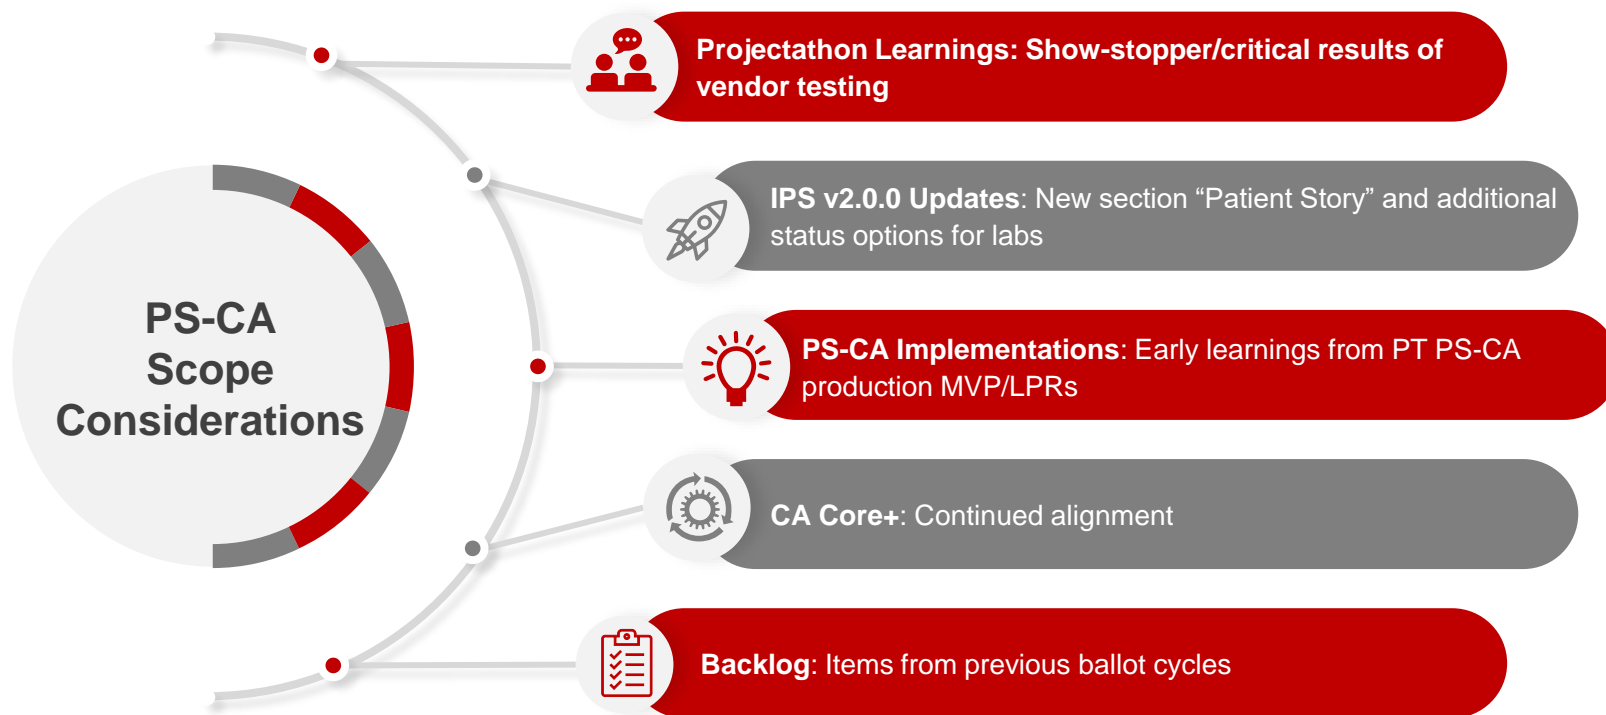 Projectathon Learnings: Show-stopper/critical results of
vendor testing
IPS v2.0.0 Updates: New section “Patient Story” and additional
status options for labs
PS-CA
Scope
Considerations
PS-CA Implementations: Early learnings from PT PS-CA
production MVP/LPRs
CA Core+: Continued alignment
Backlog: Items from previous ballot cycles